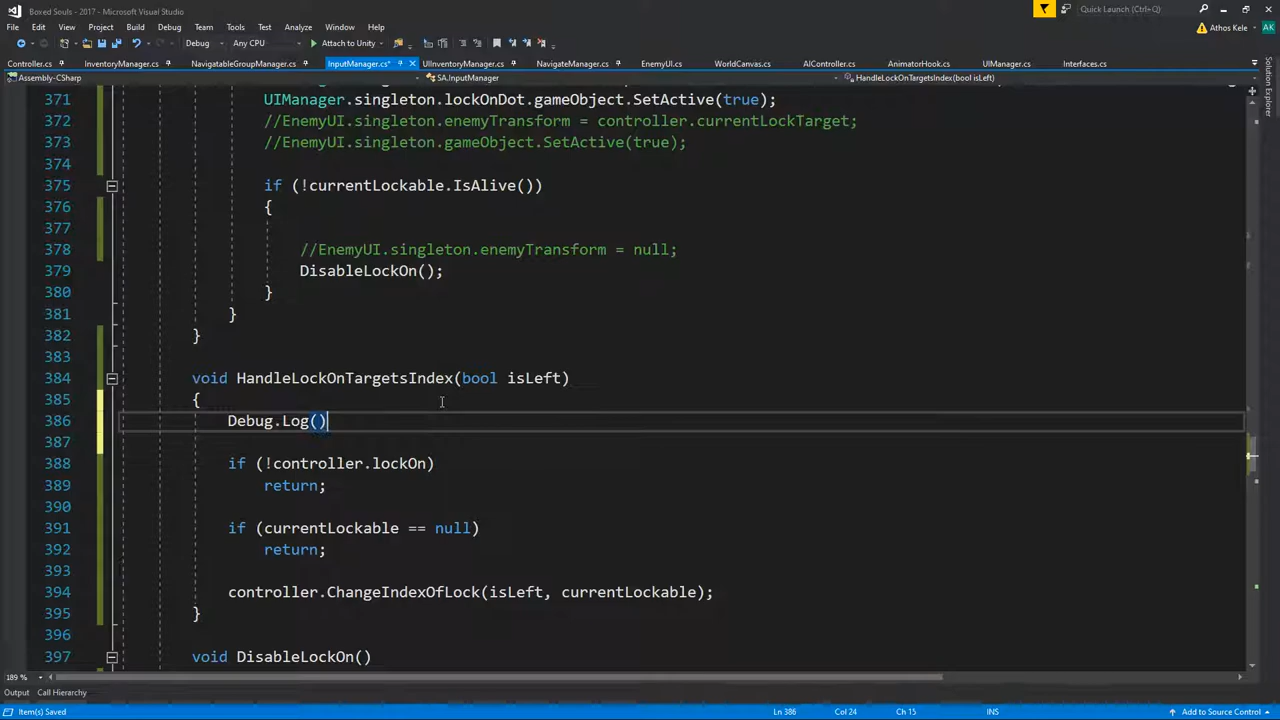 Boxed Souls - 2017 - Microsoft Visual Studio
Quick Launch (Ctrl+Q)
File Edit View Project Build Debug Team Tools Test Analyze Window Help
Athos Kele AK
Debug Any CPU Attach to Unity
Controller.cs InventoryManager.cs NavigatableGroupManager.cs InputManager.cs* UIInventoryManager.cs NavigateManager.cs EnemyUI.cs WorldCanvas.cs AIController.cs AnimatorHook.cs UIManager.cs Interfaces.cs
Assembly-CSharp SA.InputManager HandleLockOnTargetsIndex(bool isLeft)
Solution Explorer
371 UIManager.singleton.lockOnDot.gameObject.SetActive(true);
372 //EnemyUI.singleton.enemyTransform = controller.currentLockTarget;
373 //EnemyUI.singleton.gameObject.SetActive(true);
374
375 if (!currentLockable.IsAlive())
376 {
377
378 //EnemyUI.singleton.enemyTransform = null;
379 DisableLockOn();
380 }
381 }
382 }
383
384 void HandleLockOnTargetsIndex(bool isLeft)
385 {
386 Debug.Log()
387
388 if (!controller.lockOn)
389 return;
390
391 if (currentLockable == null)
392 return;
393
394 controller.ChangeIndexOfLock(isLeft, currentLockable);
395 }
396
397 void DisableLockOn()
189 %
Output Call Hierarchy
Item(s) Saved Ln 386 Col 24 Ch 15 INS Add to Source Control